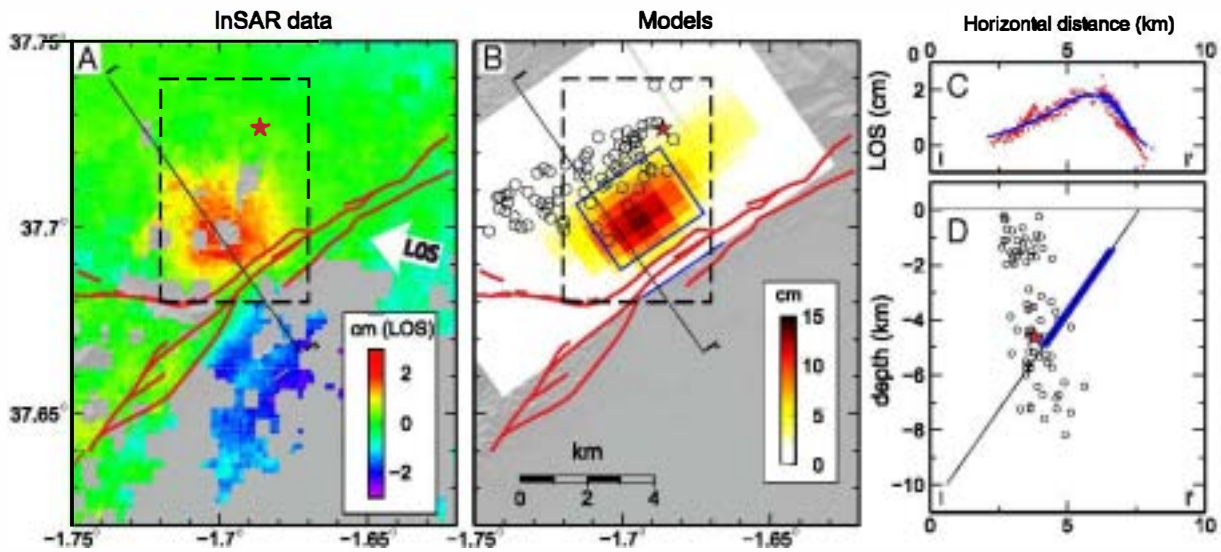 InSAR data
Models
Horizontal distance (km)
37.75°
37.7°
37.65°
-1.75°
-1.7°
-1.65°
A
LOS
cm (LOS)
2
0
-2
B
cm
15
10
5
0
km
0 2 4
-1.75°
-1.7°
-1.65°
0 5 10
LOS (cm)
2
0
C
I
I'
depth (km)
0
-2
-4
-6
-8
-10
D
I
I'
0 5 10